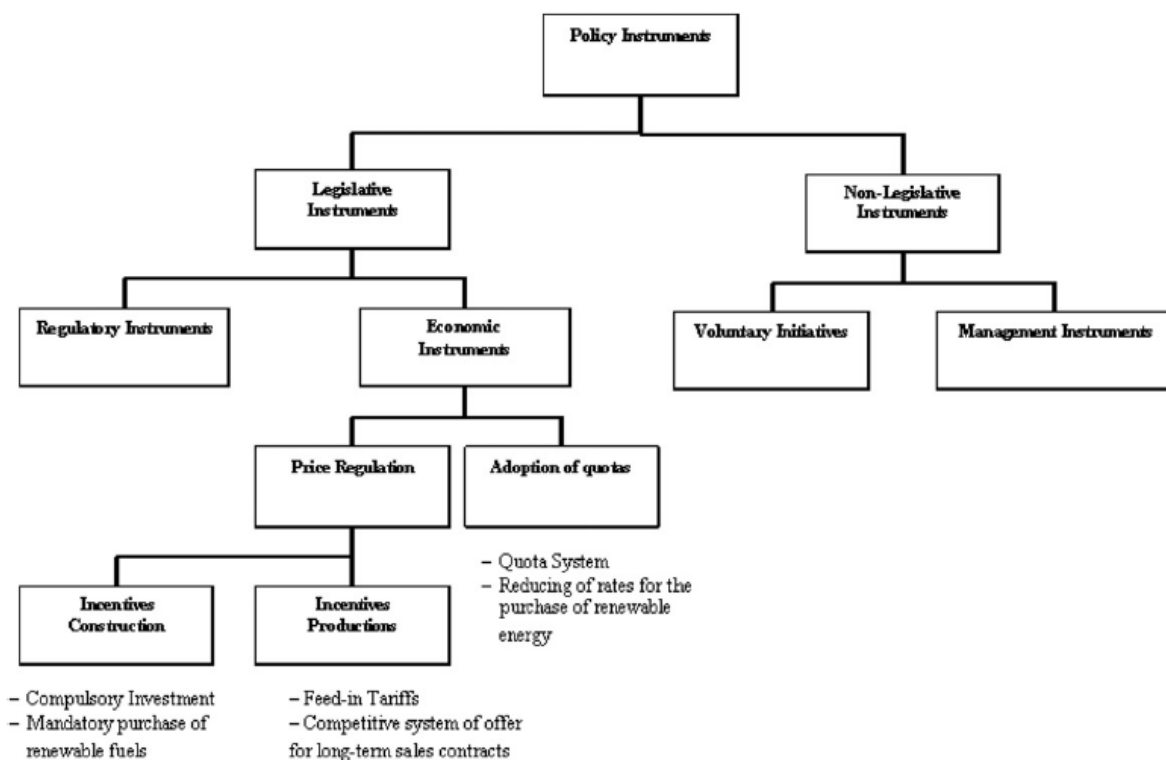 Policy Instruments
Legislative
Instruments
Non-Legislative
Instruments
Regulatory Instruments
Economic
Instruments
Voluntary Initiatives
Management Instruments
Price Regulation
Adoption of quotas
– Quota System
– Reducing of rates for the
purchase of renewable
energy
Incentives
Construction
Incentives
Productions
– Compulsory Investment
– Mandatory purchase of
renewable fuels
– Feed-in Tariffs
– Competitive system of offer
for long-term sales contracts